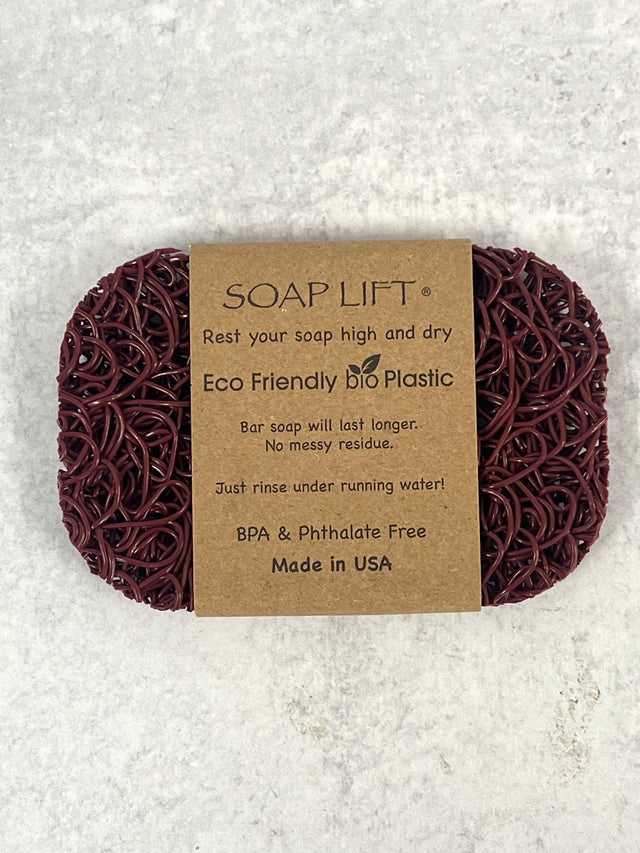 SOAP LIFT ®
Rest your soap high and dry
Eco Friendly bio Plastic
Bar soap will last longer.
No messy residue.
Just rinse under running water!
BPA & Phthalate Free
Made in USA